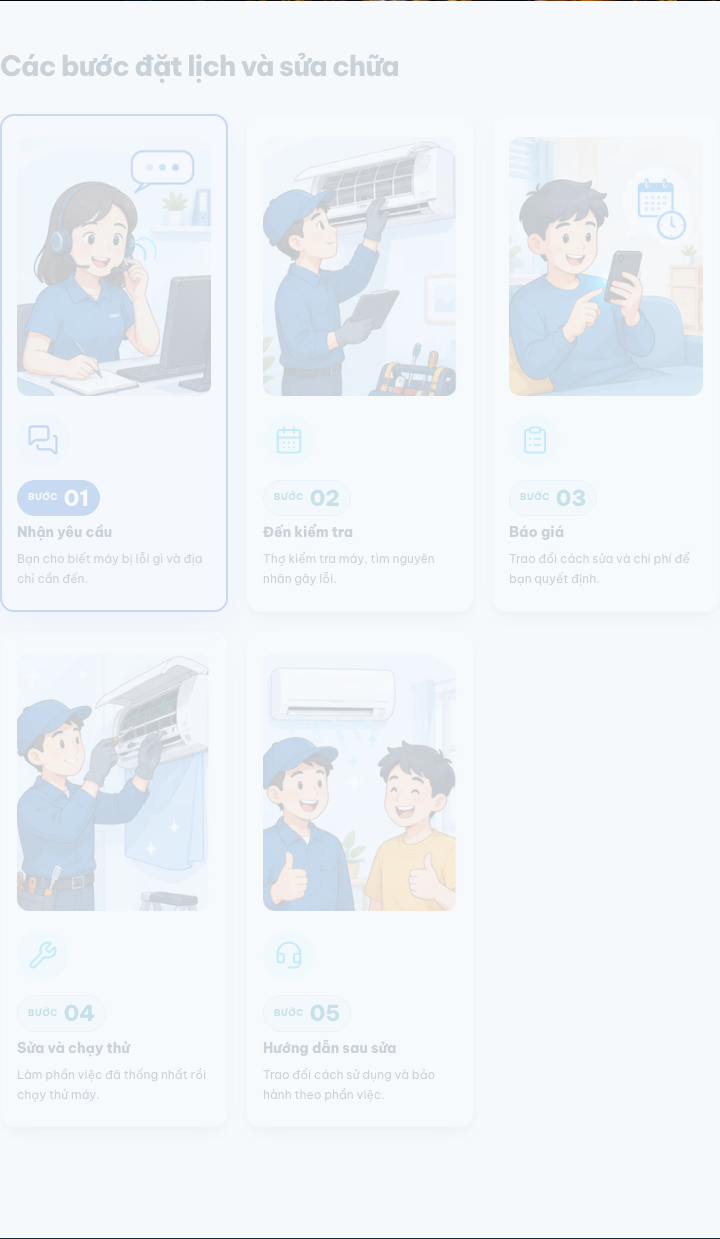 Các bước đặt lịch và sửa chữa
BƯỚC 01
Nhận yêu cầu
Bạn cho biết máy bị lỗi gì và địa
chỉ cần đến.
BƯỚC 02
Đến kiểm tra
Thợ kiểm tra máy, tìm nguyên
nhân gây lỗi.
BƯỚC 03
Báo giá
Trao đổi cách sửa và chi phí để
bạn quyết định.
BƯỚC 04
Sửa và chạy thử
Làm phần việc đã thống nhất rồi
chạy thử máy.
BƯỚC 05
Hướng dẫn sau sửa
Trao đổi cách sử dụng và bảo
hành theo phần việc.